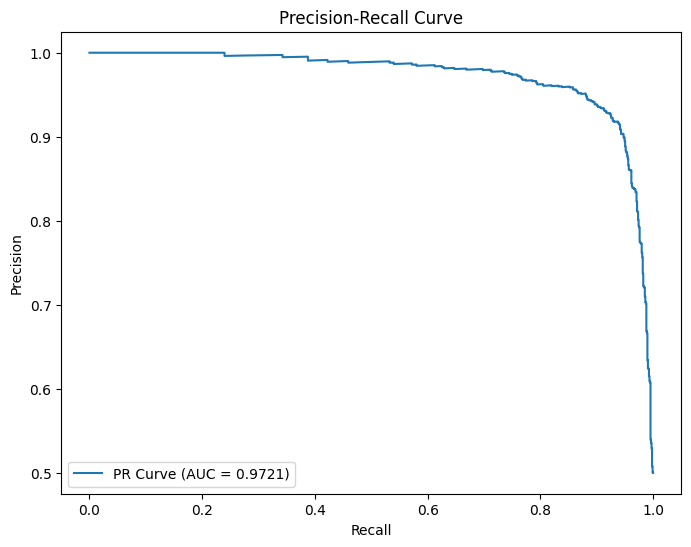 Precision-Recall Curve
1.0
0.9
0.8
0.7
0.6
0.5
Precision
PR Curve (AUC = 0.9721)
0.0 0.2 0.4 0.6 0.8 1.0
Recall